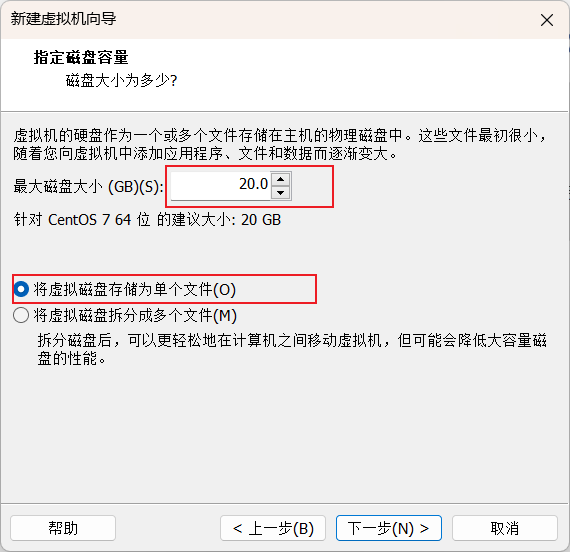 新建虚拟机向导
指定磁盘容量
磁盘大小为多少?
虚拟机的硬盘作为一个或多个文件存储在主机的物理磁盘中。这些文件最初很小，
随着您向虚拟机中添加应用程序、文件和数据而逐渐变大。
最大磁盘大小 (GB)(S): 20.0
针对 CentOS 7 64 位 的建议大小: 20 GB
将虚拟磁盘存储为单个文件(O)
将虚拟磁盘拆分成多个文件(M)
拆分磁盘后，可以更轻松地在计算机之间移动虚拟机，但可能会降低大容量磁
盘的性能。
帮助 < 上一步(B) 下一步(N) > 取消